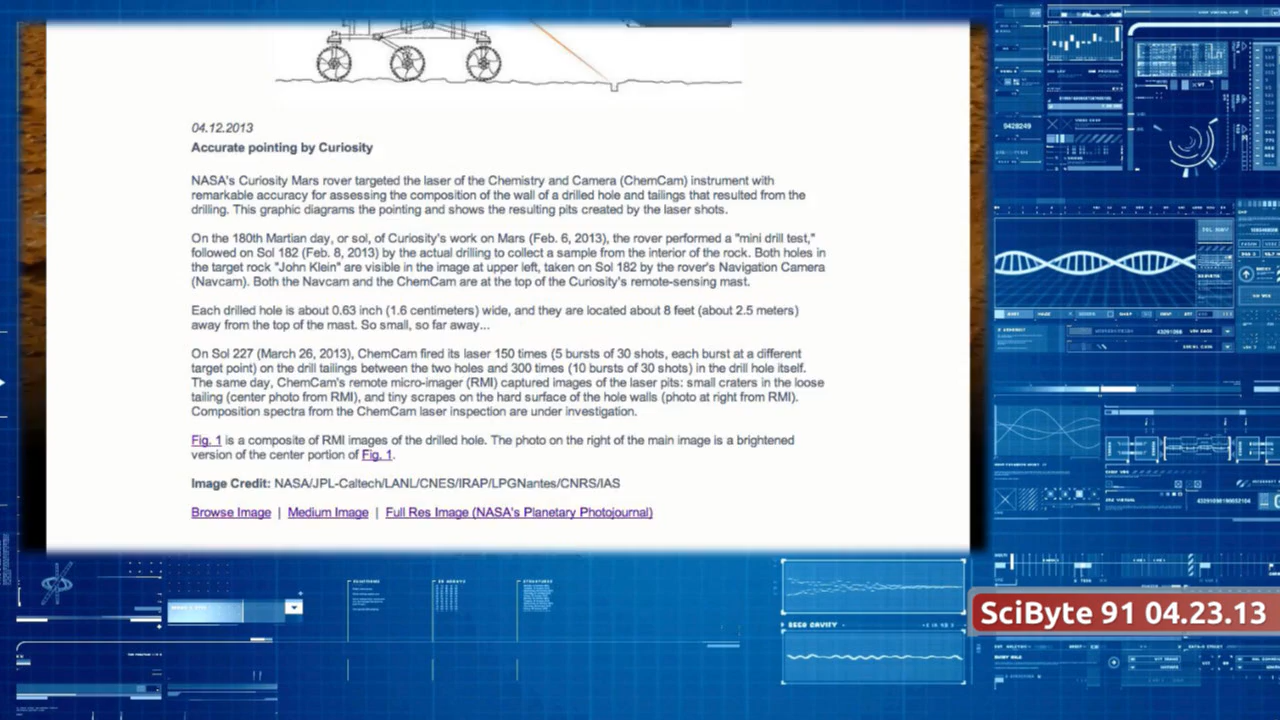 04.12.2013
Accurate pointing by Curiosity
NASA's Curiosity Mars rover targeted the laser of the Chemistry and Camera (ChemCam) instrument with
remarkable accuracy for assessing the composition of the wall of a drilled hole and tailings that resulted from the
drilling. This graphic diagrams the pointing and shows the resulting pits created by the laser shots.
On the 180th Martian day, or sol, of Curiosity's work on Mars (Feb. 6, 2013), the rover performed a "mini drill test,"
followed on Sol 182 (Feb. 8, 2013) by the actual drilling to collect a sample from the interior of the rock. Both holes in
the target rock "John Klein" are visible in the image at upper left, taken on Sol 182 by the rover's Navigation Camera
(Navcam). Both the Navcam and the ChemCam are at the top of the Curiosity's remote-sensing mast.
Each drilled hole is about 0.63 inch (1.6 centimeters) wide, and they are located about 8 feet (about 2.5 meters)
away from the top of the mast. So small, so far away...
On Sol 227 (March 26, 2013), ChemCam fired its laser 150 times (5 bursts of 30 shots, each burst at a different
target point) on the drill tailings between the two holes and 300 times (10 bursts of 30 shots) in the drill hole itself.
The same day, ChemCam's remote micro-imager (RMI) captured images of the laser pits: small craters in the loose
tailing (center photo from RMI), and tiny scrapes on the hard surface of the hole walls (photo at right from RMI).
Composition spectra from the ChemCam laser inspection are under investigation.
Fig. 1 is a composite of RMI images of the drilled hole. The photo on the right of the main image is a brightened
version of the center portion of Fig. 1.
Image Credit: NASA/JPL-Caltech/LANL/CNES/IRAP/LPGNantes/CNRS/IAS
Browse Image | Medium Image | Full Res Image (NASA's Planetary Photojournal)
SciByte 91 04.23.13